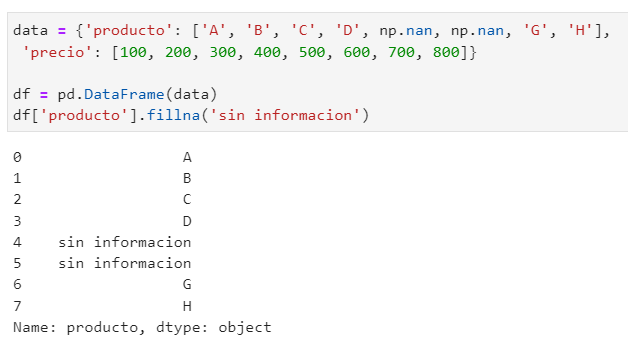 data = {'producto': ['A', 'B', 'C', 'D', np.nan, np.nan, 'G', 'H'],
 'precio': [100, 200, 300, 400, 500, 600, 700, 800]}
df = pd.DataFrame(data)
df['producto'].fillna('sin informacion')
0                  A
1                  B
2                  C
3                  D
4    sin informacion
5    sin informacion
6                  G
7                  H
Name: producto, dtype: object